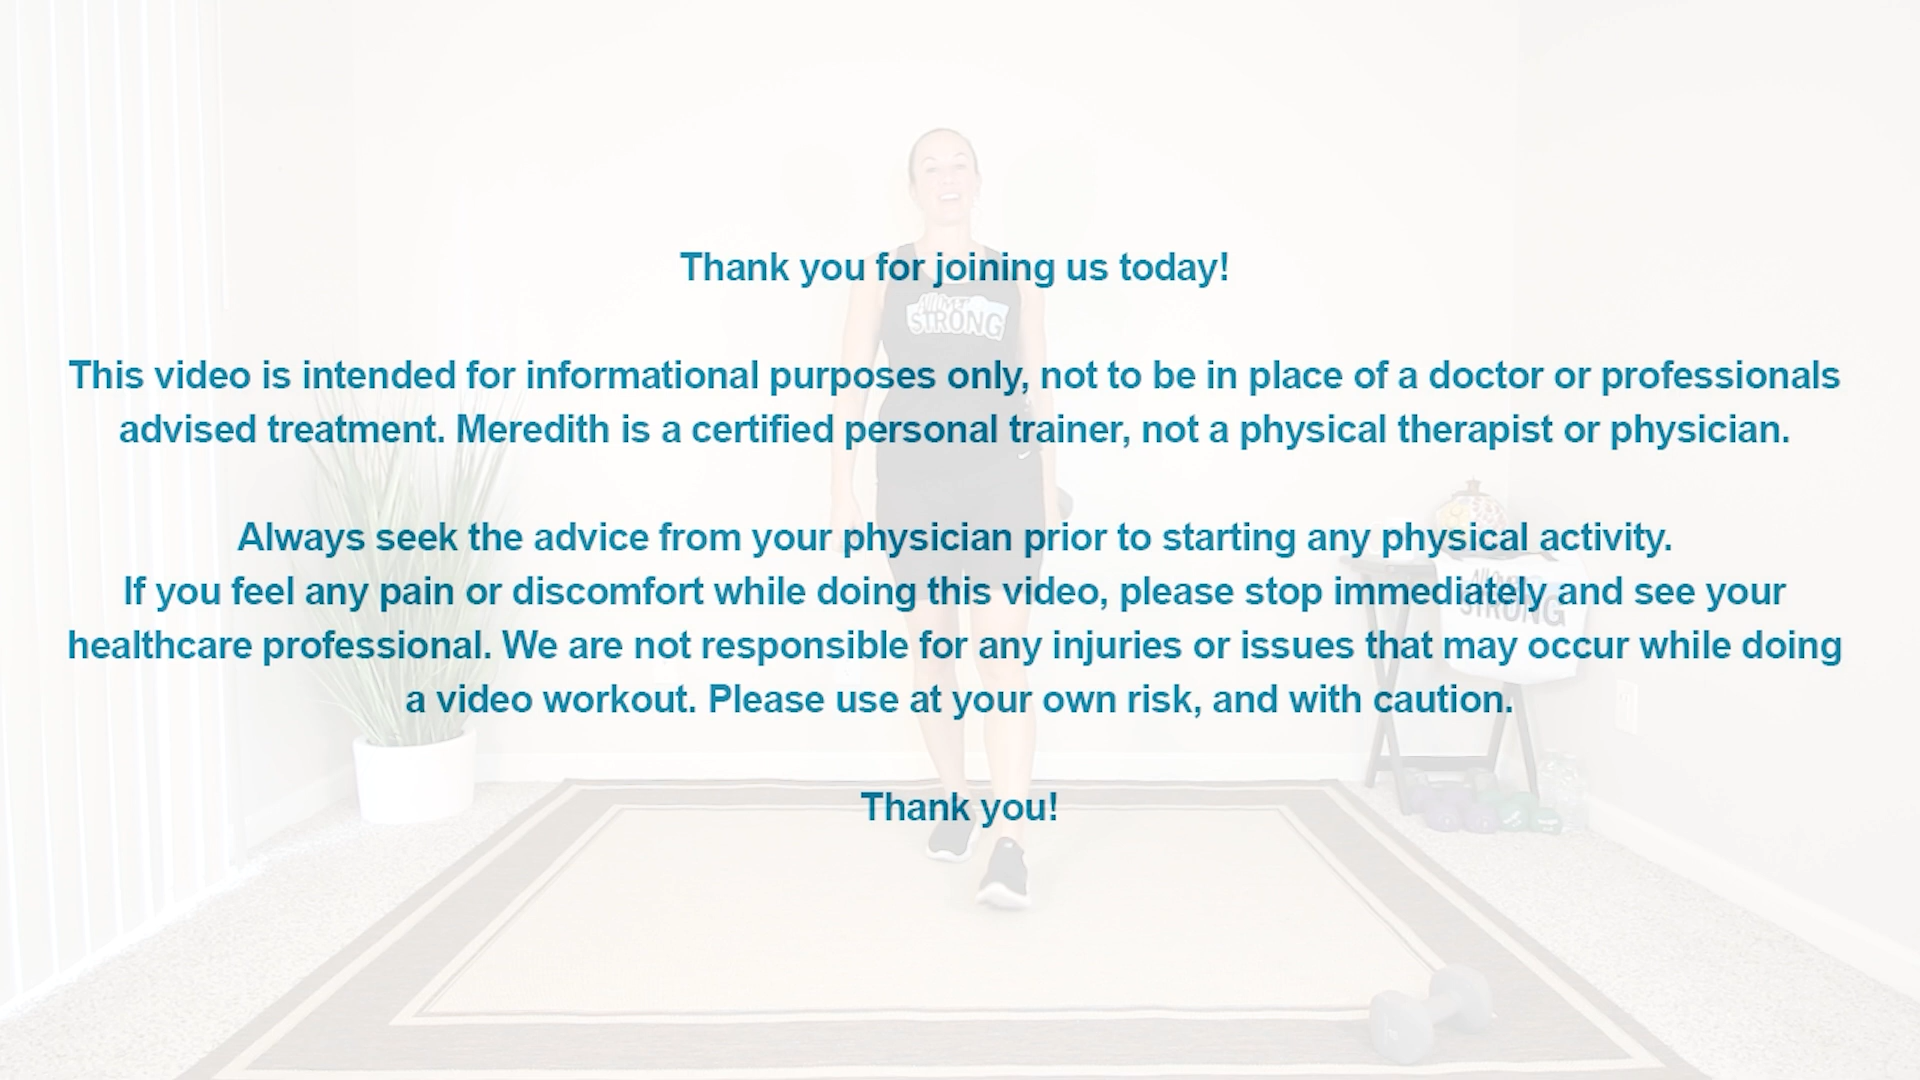 Thank you for joining us today!
This video is intended for informational purposes only, not to be in place of a doctor or professionals
advised treatment. Meredith is a certified personal trainer, not a physical therapist or physician.
Always seek the advice from your physician prior to starting any physical activity.
If you feel any pain or discomfort while doing this video, please stop immediately and see your
healthcare professional. We are not responsible for any injuries or issues that may occur while doing
a video workout. Please use at your own risk, and with caution.
Thank you!
STRONG
STRONG